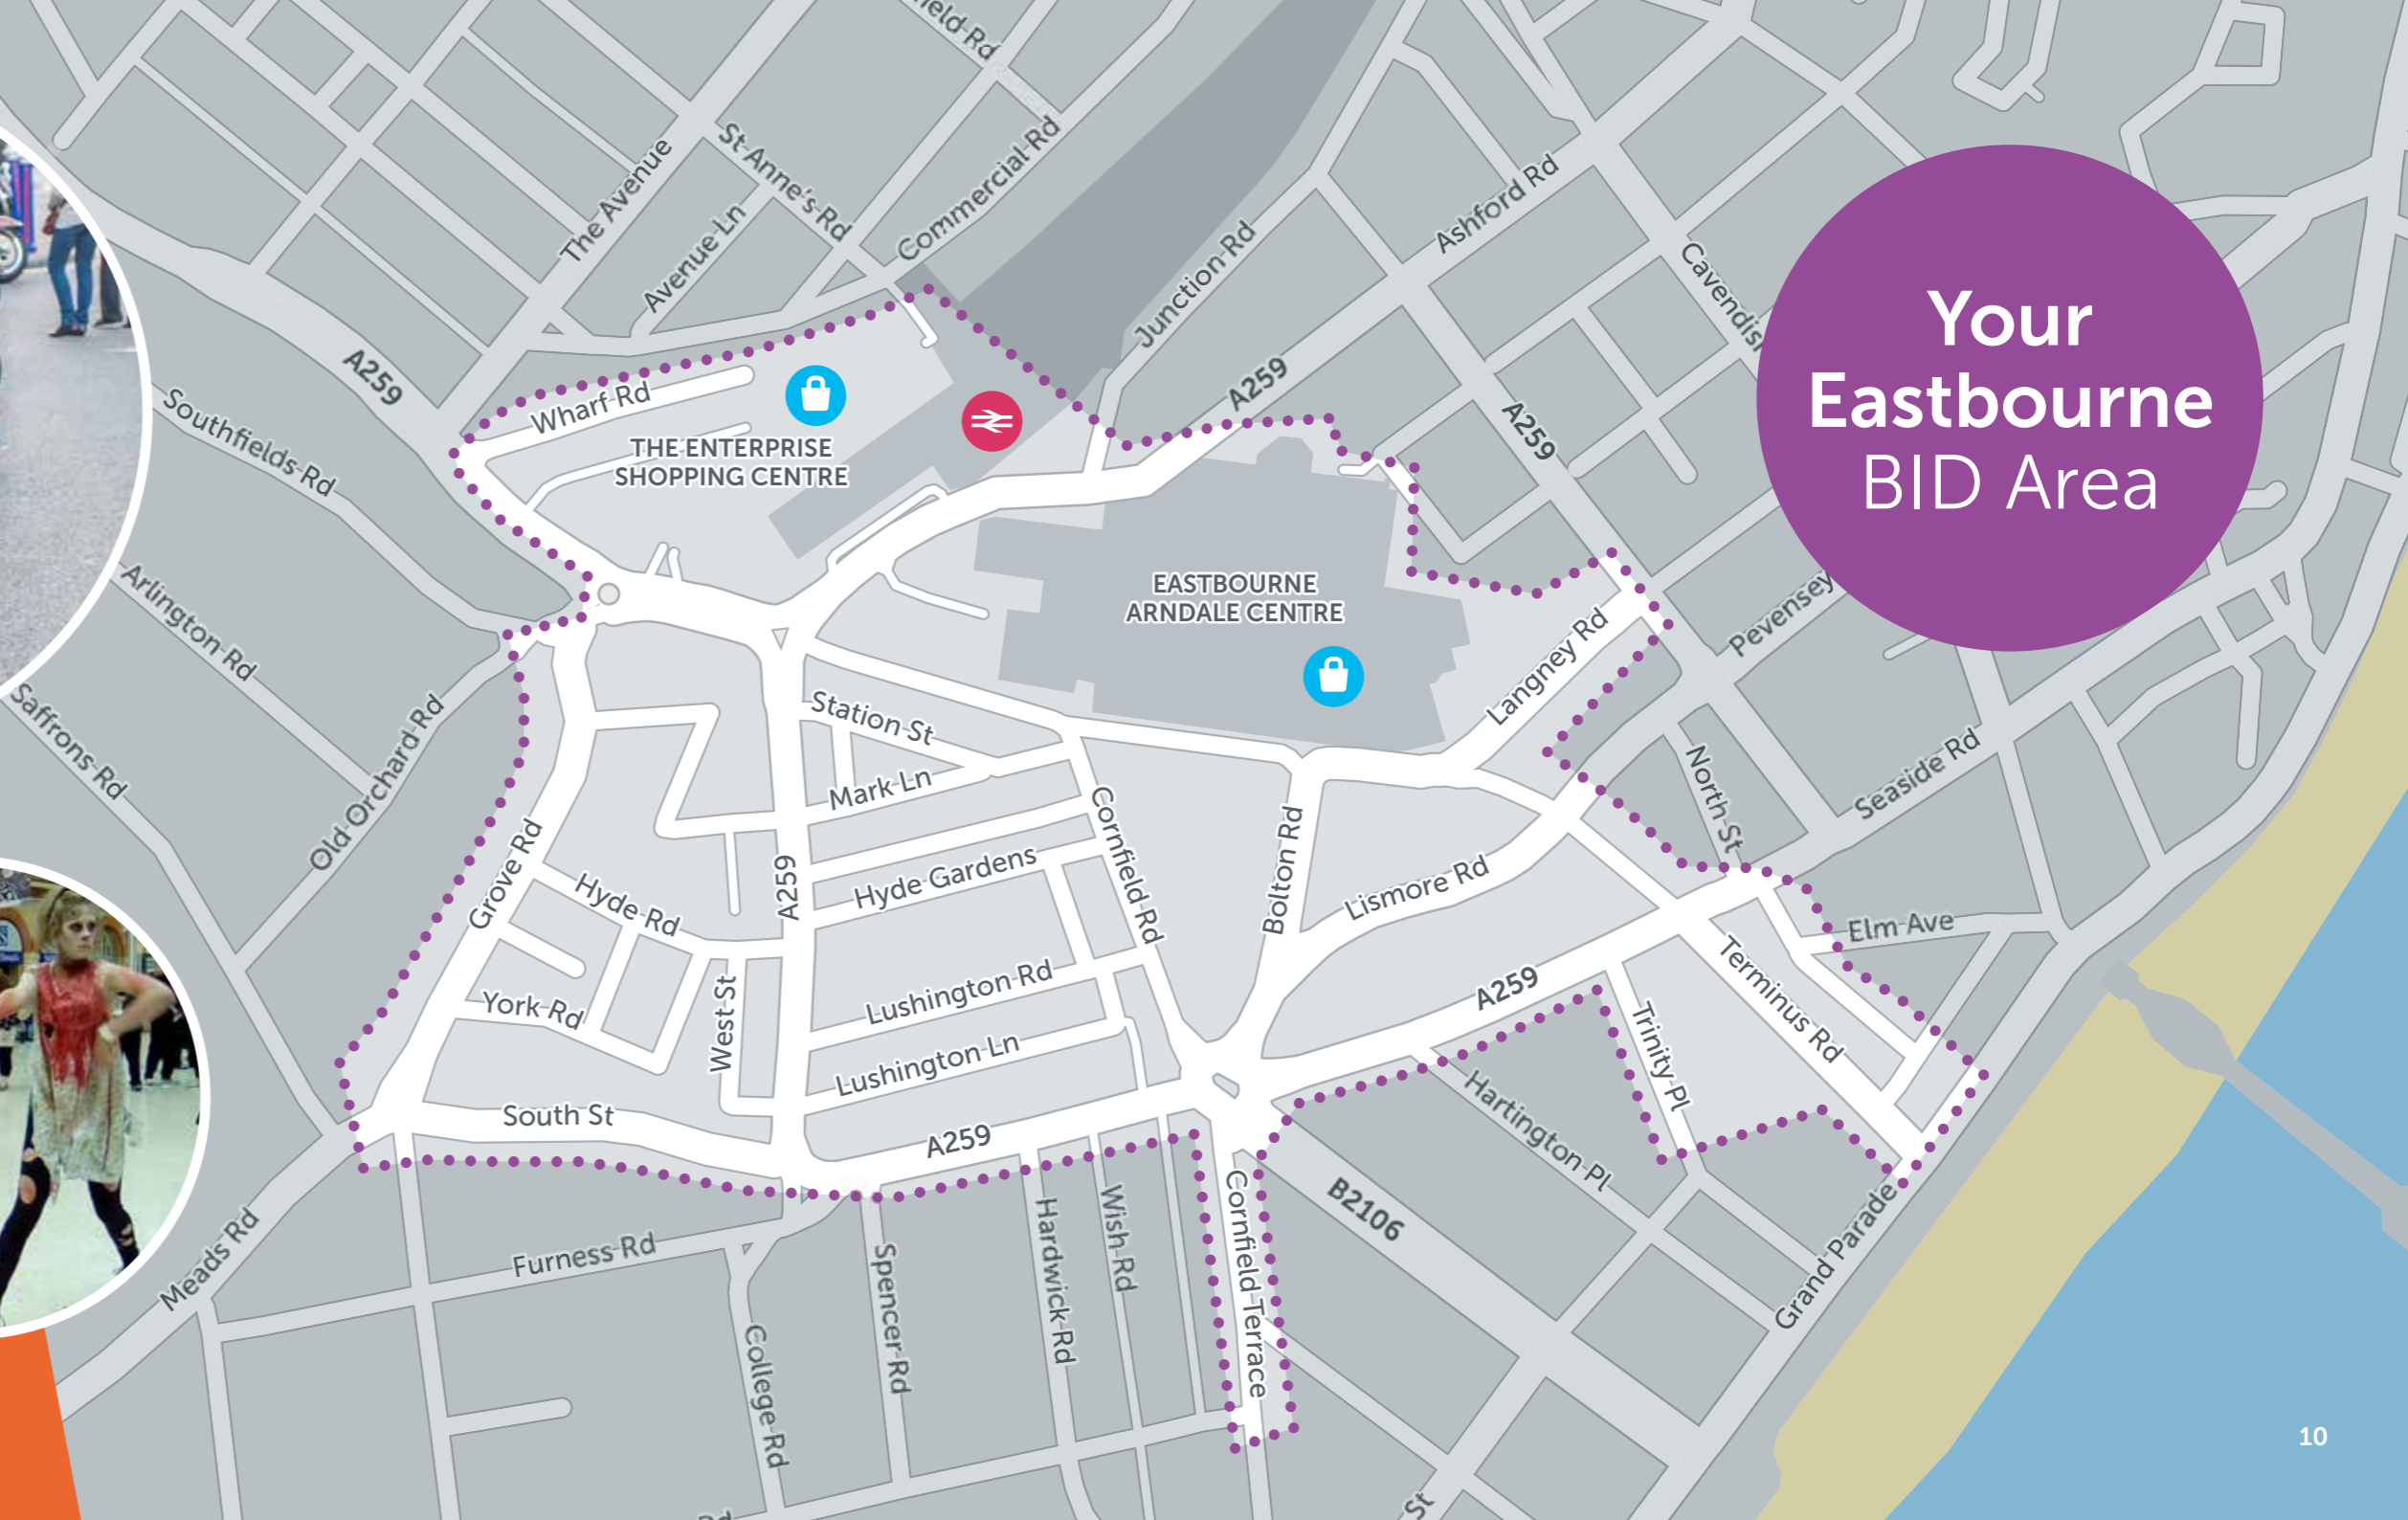 Your
Eastbourne
BID Area
Commercial Rd
St Anne's Rd
The Avenue
Avenue Ln
Junction Rd
Ashford Rd
A259
A259
A259
Wharf Rd
THE ENTERPRISE
SHOPPING CENTRE
Southfields Rd
Arlington Rd
Saffrons Rd
Old Orchard Rd
EASTBOURNE
ARNDALE CENTRE
Langney Rd
Pevensey
North St
Seaside Rd
Station St
Mark Ln
Cornfield Rd
Bolton Rd
Lismore Rd
Grove Rd
Hyde Rd
A259
Hyde Gardens
Elm Ave
Terminus Rd
York Rd
West St
Lushington Rd
Lushington Ln
A259
Trinity Pl
South St
A259
Hartington Pl
Cornfield Terrace
B2106
Grand Parade
Meads Rd
Furness Rd
Spencer Rd
Hardwick Rd
Wish Rd
College Rd
St
10